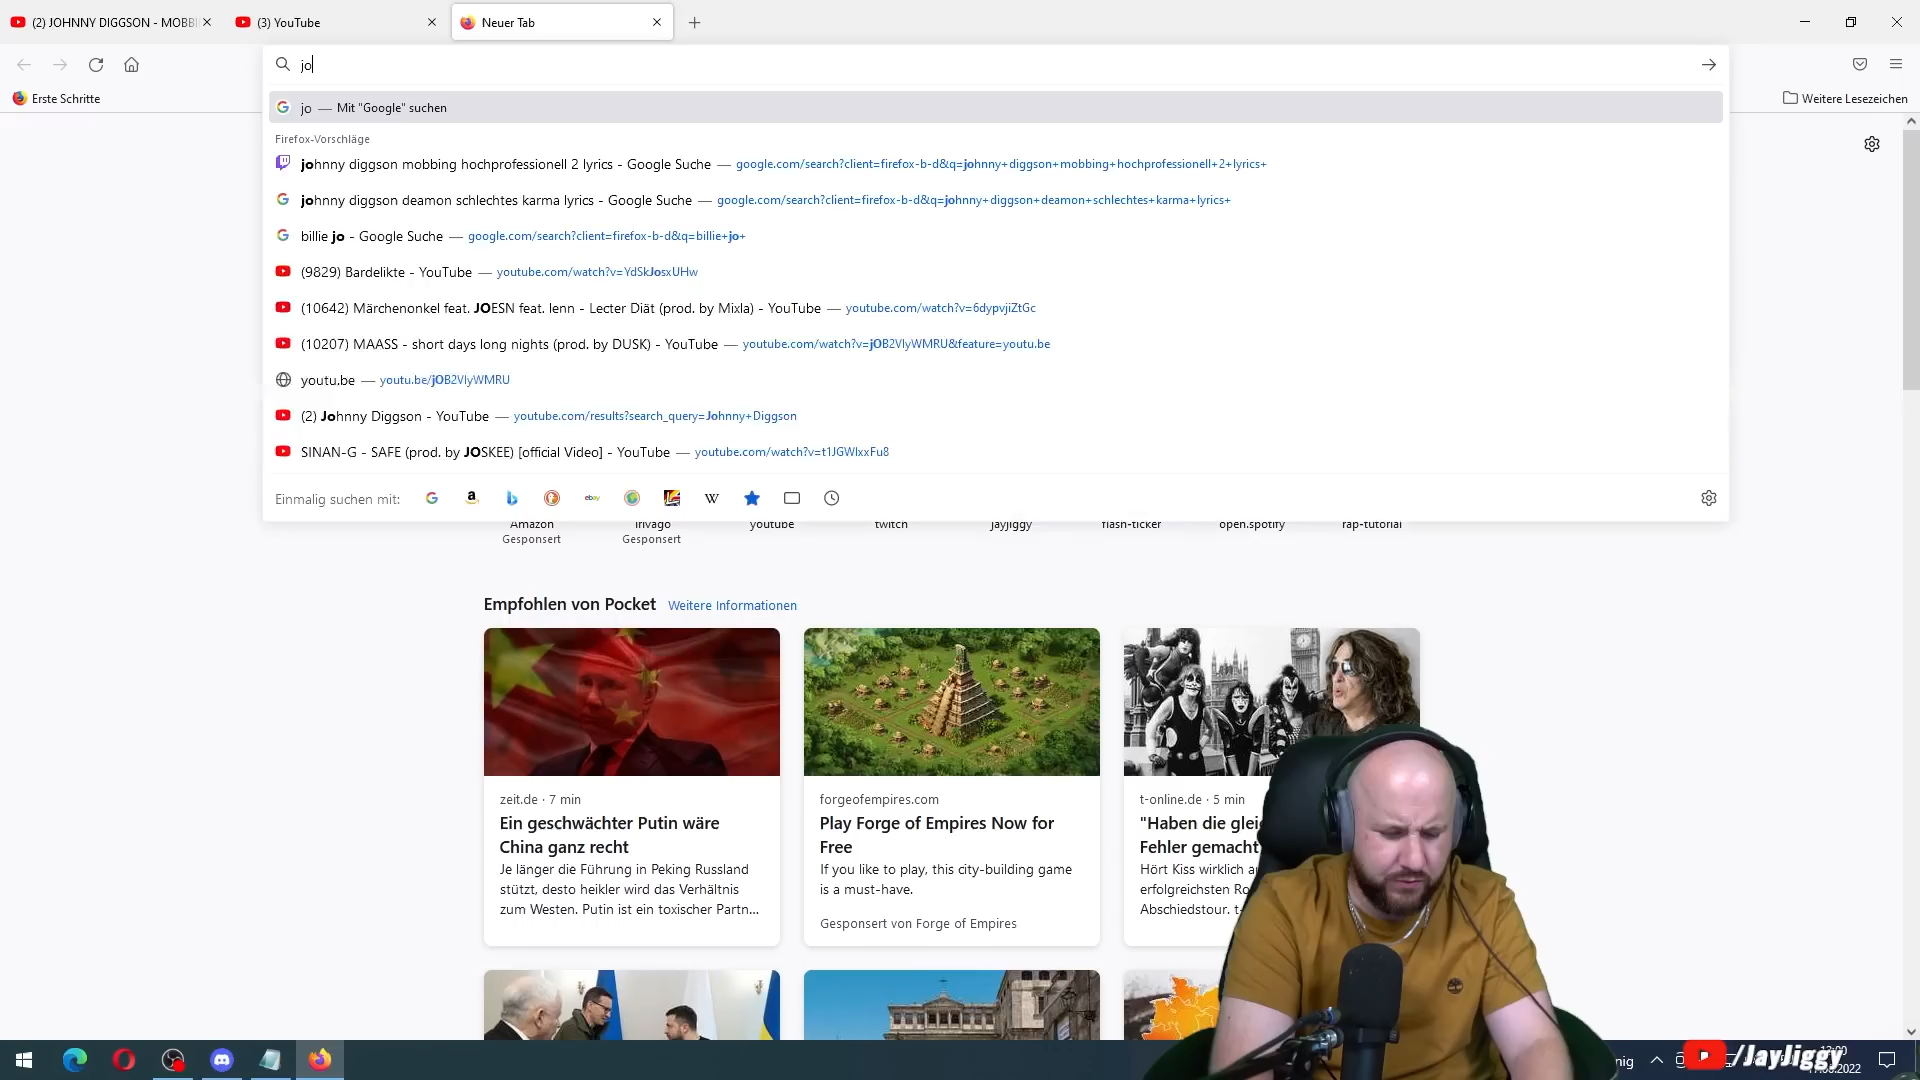 (2) JOHNNY DIGGSON - MOBBI
(3) YouTube
Neuer Tab
jo
Erste Schritte
Weitere Lesezeichen
jo — Mit "Google" suchen
Firefox-Vorschläge
johnny diggson mobbing hochprofessionell 2 lyrics - Google Suche — google.com/search?client=firefox-b-d&q=johnny+diggson+mobbing+hochprofessionell+2+lyrics+
johnny diggson deamon schlechtes karma lyrics - Google Suche — google.com/search?client=firefox-b-d&q=johnny+diggson+deamon+schlechtes+karma+lyrics+
billie jo - Google Suche — google.com/search?client=firefox-b-d&q=billie+jo+
(9829) Bardelikte - YouTube — youtube.com/watch?v=YdSkJosxUHw
(10642) Märchenonkel feat. JOESN feat. lenn - Lecter Diät (prod. by Mixla) - YouTube — youtube.com/watch?v=6dypvjiZtGc
(10207) MAASS - short days long nights (prod. by DUSK) - YouTube — youtube.com/watch?v=jOB2VlyWMRU&feature=youtu.be
youtu.be — youtu.be/jOB2VlyWMRU
(2) Johnny Diggson - YouTube — youtube.com/results?search_query=Johnny+Diggson
SINAN-G - SAFE (prod. by JOSKEE) [official Video] - YouTube — youtube.com/watch?v=t1JGWlxxFu8
Einmalig suchen mit:
Amazon
Gesponsert
Trivago
Gesponsert
youtube
twitch
jayjiggy
flash-ticker
open.spotify
rap-tutorial
Empfohlen von Pocket Weitere Informationen
zeit.de · 7 min
Ein geschwächter Putin wäre
China ganz recht
Je länger die Führung in Peking Russland
stützt, desto heikler wird das Verhältnis
zum Westen. Putin ist ein toxischer Partn...
forgeofempires.com
Play Forge of Empires Now for
Free
If you like to play, this city-building game
is a must-have.
Gesponsert von Forge of Empires
t-online.de · 5 min
"Haben die gleic
Fehler gemacht
Hört Kiss wirklich a
erfolgreichsten Ro
Abschiedstour. t-
/JayJiggy